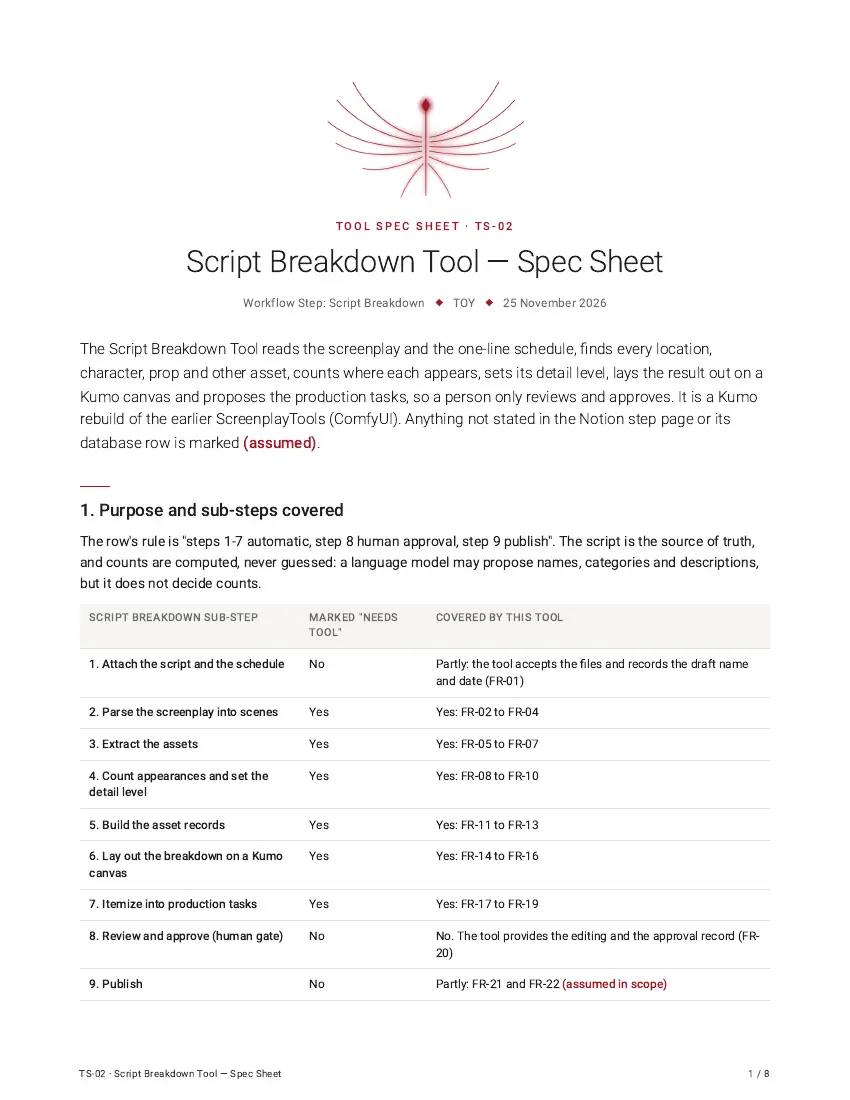 TOOL SPEC SHEET · TS-02
Script Breakdown Tool — Spec Sheet
Workflow Step: Script Breakdown ◆ TOY ◆ 25 November 2026
The Script Breakdown Tool reads the screenplay and the one-line schedule, finds every location,
character, prop and other asset, counts where each appears, sets its detail level, lays the result out on a
Kumo canvas and proposes the production tasks, so a person only reviews and approves. It is a Kumo
rebuild of the earlier ScreenplayTools (ComfyUI). Anything not stated in the Notion step page or its
database row is marked (assumed).
1. Purpose and sub-steps covered
The row's rule is "steps 1-7 automatic, step 8 human approval, step 9 publish". The script is the source of truth,
and counts are computed, never guessed: a language model may propose names, categories and descriptions,
but it does not decide counts.
SCRIPT BREAKDOWN SUB-STEP
MARKED "NEEDS
TOOL"
COVERED BY THIS TOOL
1. Attach the script and the schedule
No
Partly: the tool accepts the files and records the draft name
and date (FR-01)
2. Parse the screenplay into scenes
Yes
Yes: FR-02 to FR-04
3. Extract the assets
Yes
Yes: FR-05 to FR-07
4. Count appearances and set the
detail level
Yes
Yes: FR-08 to FR-10
5. Build the asset records
Yes
Yes: FR-11 to FR-13
6. Lay out the breakdown on a Kumo
canvas
Yes
Yes: FR-14 to FR-16
7. Itemize into production tasks
Yes
Yes: FR-17 to FR-19
8. Review and approve (human gate)
No
No. The tool provides the editing and the approval record (FR-
20)
9. Publish
No
Partly: FR-21 and FR-22 (assumed in scope)
TS-02 · Script Breakdown Tool — Spec Sheet
1 / 8